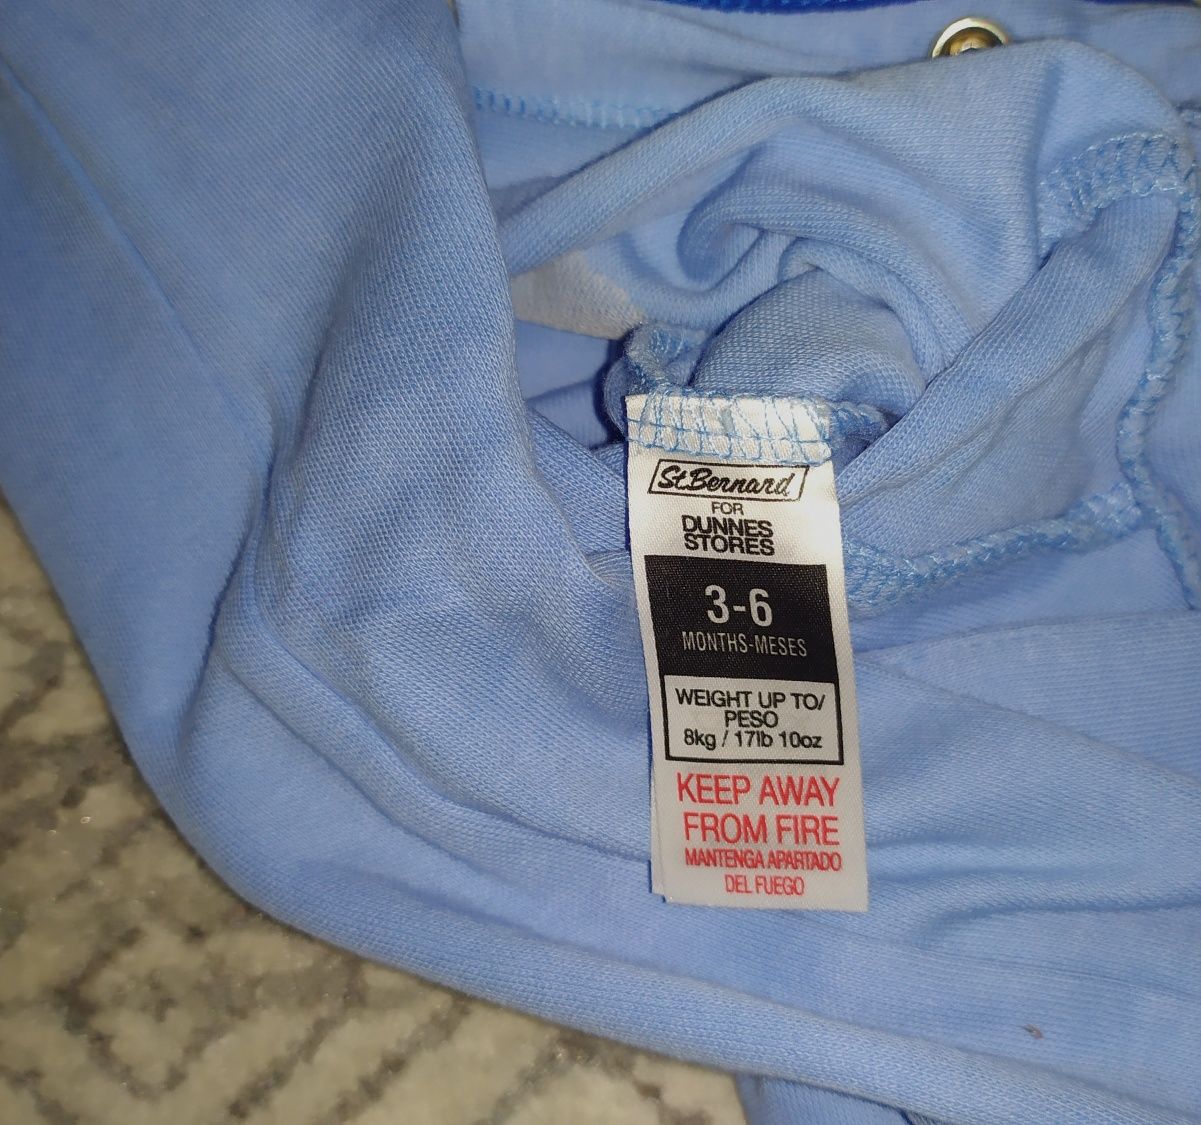 St. Bernard
FOR
DUNNES
STORES
3-6
MONTHS-MESES
WEIGHT UP TO/
PESO
8kg / 17lb 10oz
KEEP AWAY
FROM FIRE
MANTENGA APARTADO
DEL FUEGO